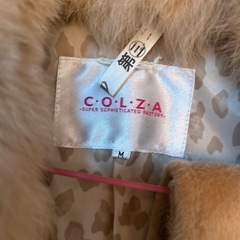 C·O·L·Z·A
-SUPER SOPHISTICATED FACTORY-
M